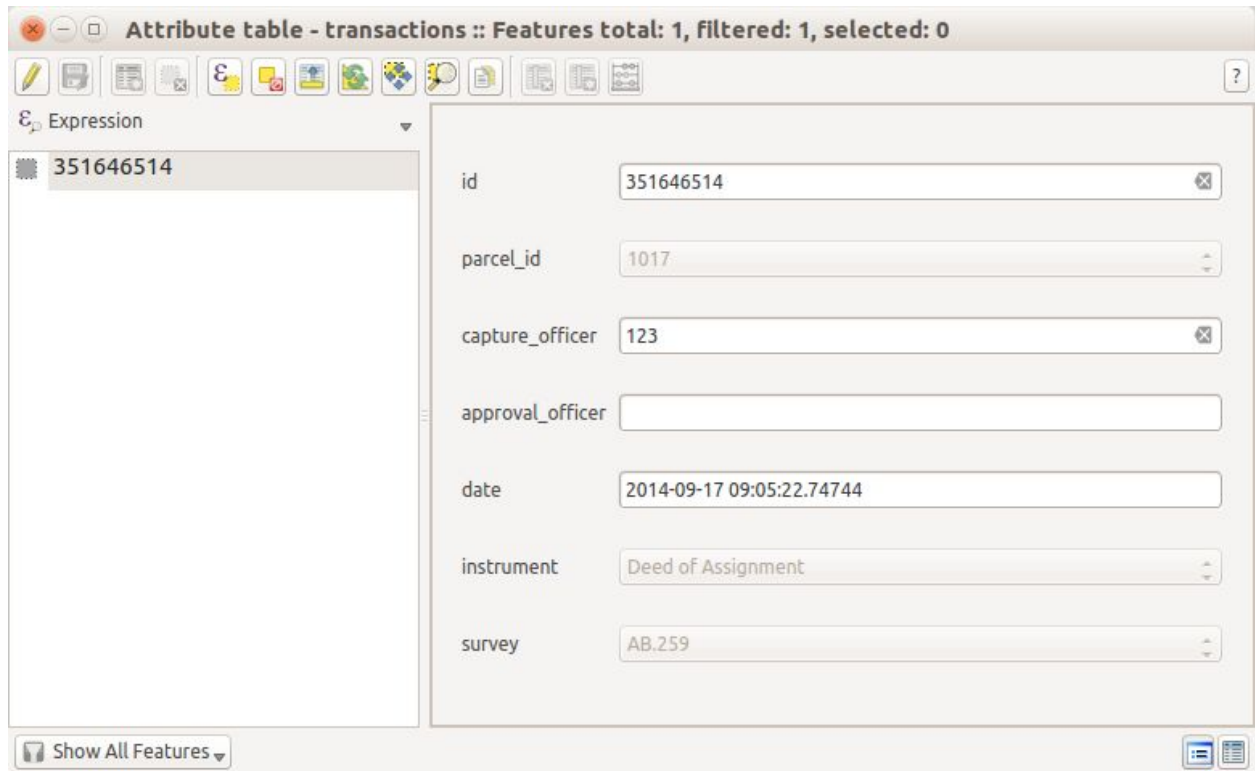 Attribute table - transactions :: Features total: 1, filtered: 1, selected: 0
?
Expression
351646514
id 351646514
parcel_id 1017
capture_officer 123
approval_officer
date 2014-09-17 09:05:22.74744
instrument Deed of Assignment
survey AB.259
Show All Features